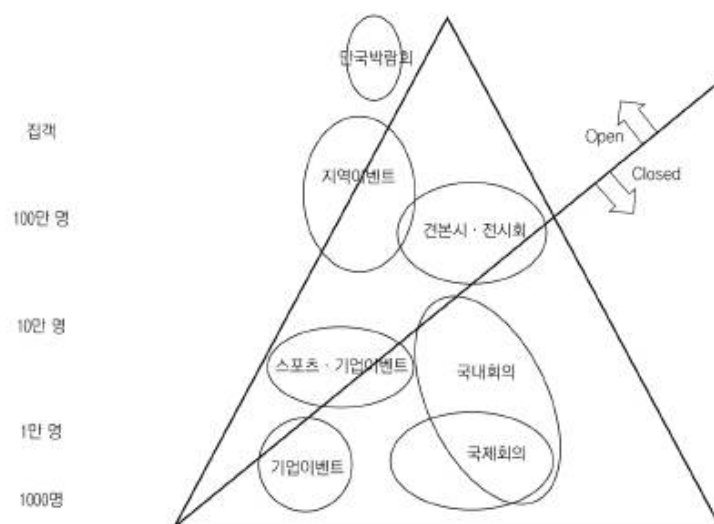 만국박람회
집객
Open
지역이벤트
Closed
100만 명
견본시 · 전시회
10만 명
스포츠 · 기업이벤트
국내회의
1만 명
국제회의
기업이벤트
1000명